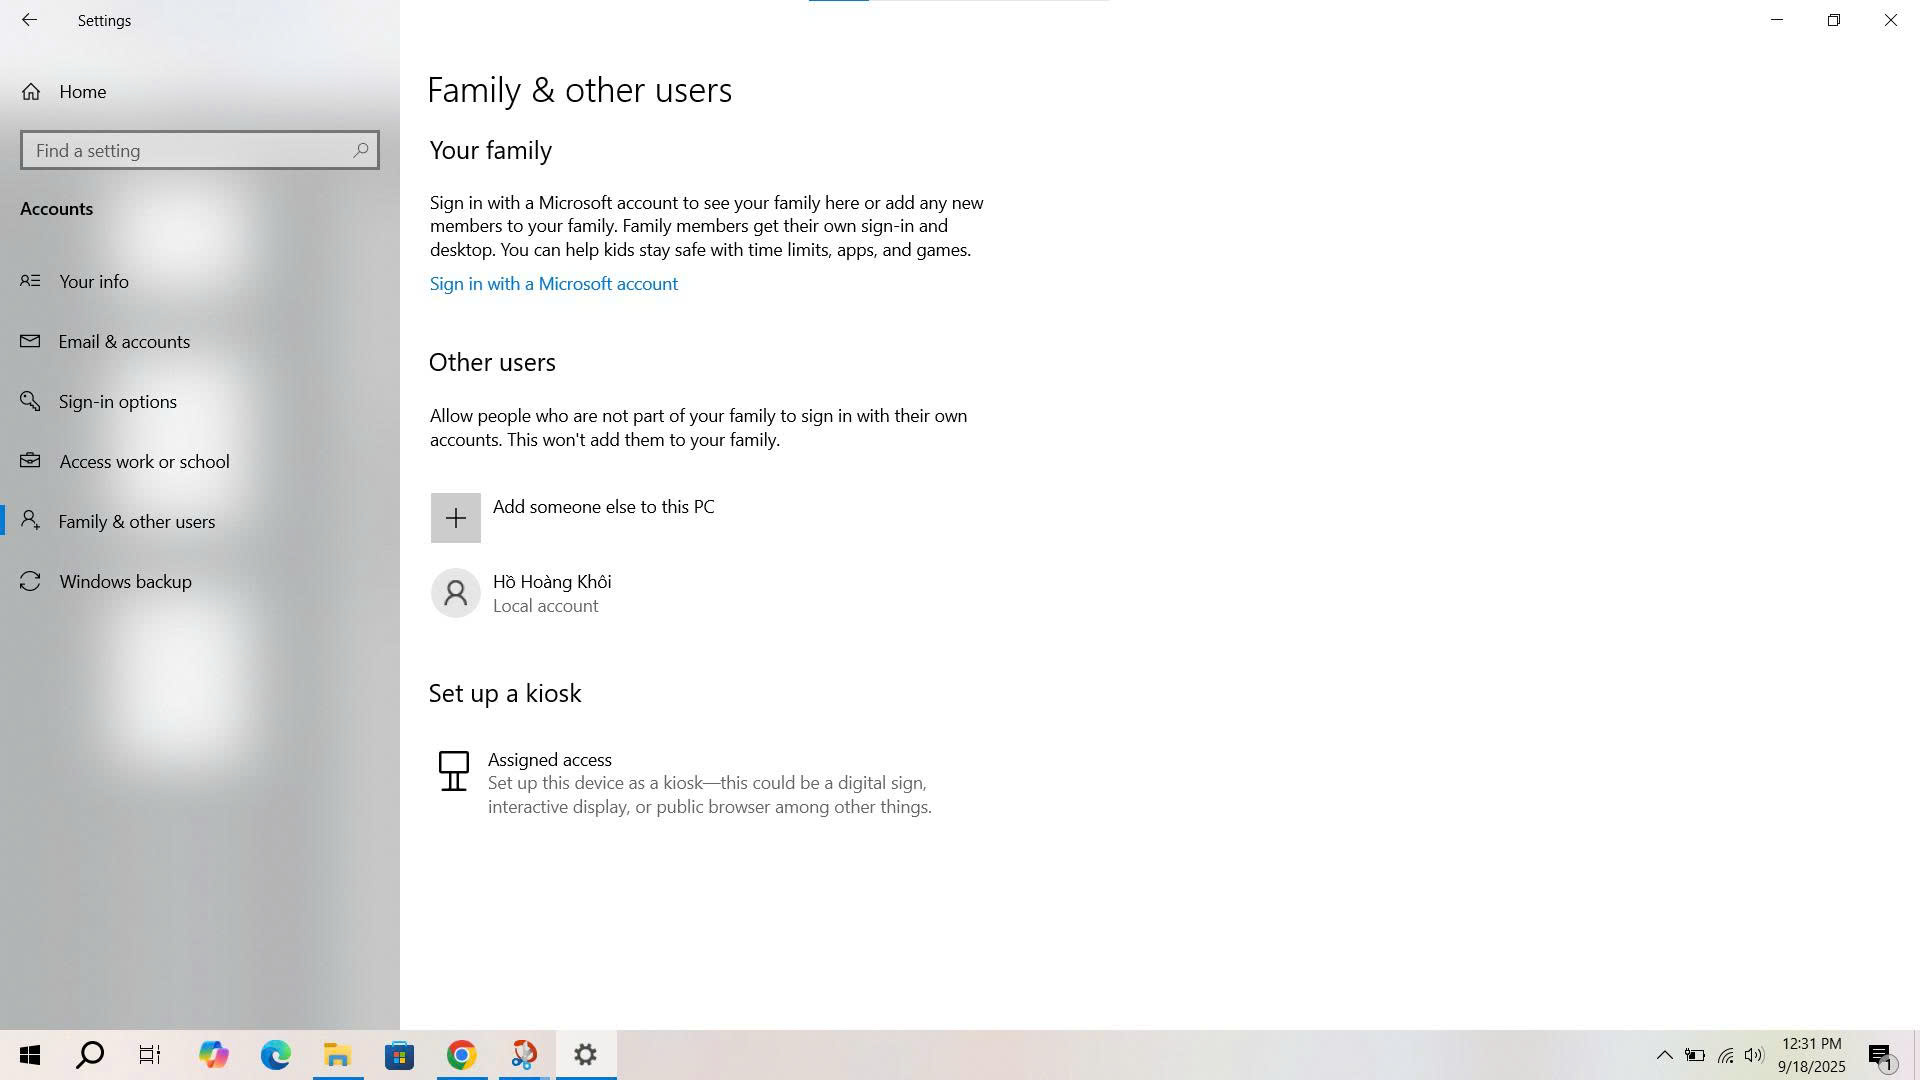 Settings
Home
Find a setting
Accounts
Your info
Email & accounts
Sign-in options
Access work or school
Family & other users
Windows backup
Family & other users
Your family
Sign in with a Microsoft account to see your family here or add any new
members to your family. Family members get their own sign-in and
desktop. You can help kids stay safe with time limits, apps, and games.
Sign in with a Microsoft account
Other users
Allow people who are not part of your family to sign in with their own
accounts. This won't add them to your family.
Add someone else to this PC
Hồ Hoàng Khôi
Local account
Set up a kiosk
Assigned access
Set up this device as a kiosk—this could be a digital sign,
interactive display, or public browser among other things.
12:31 PM
9/18/2025
1